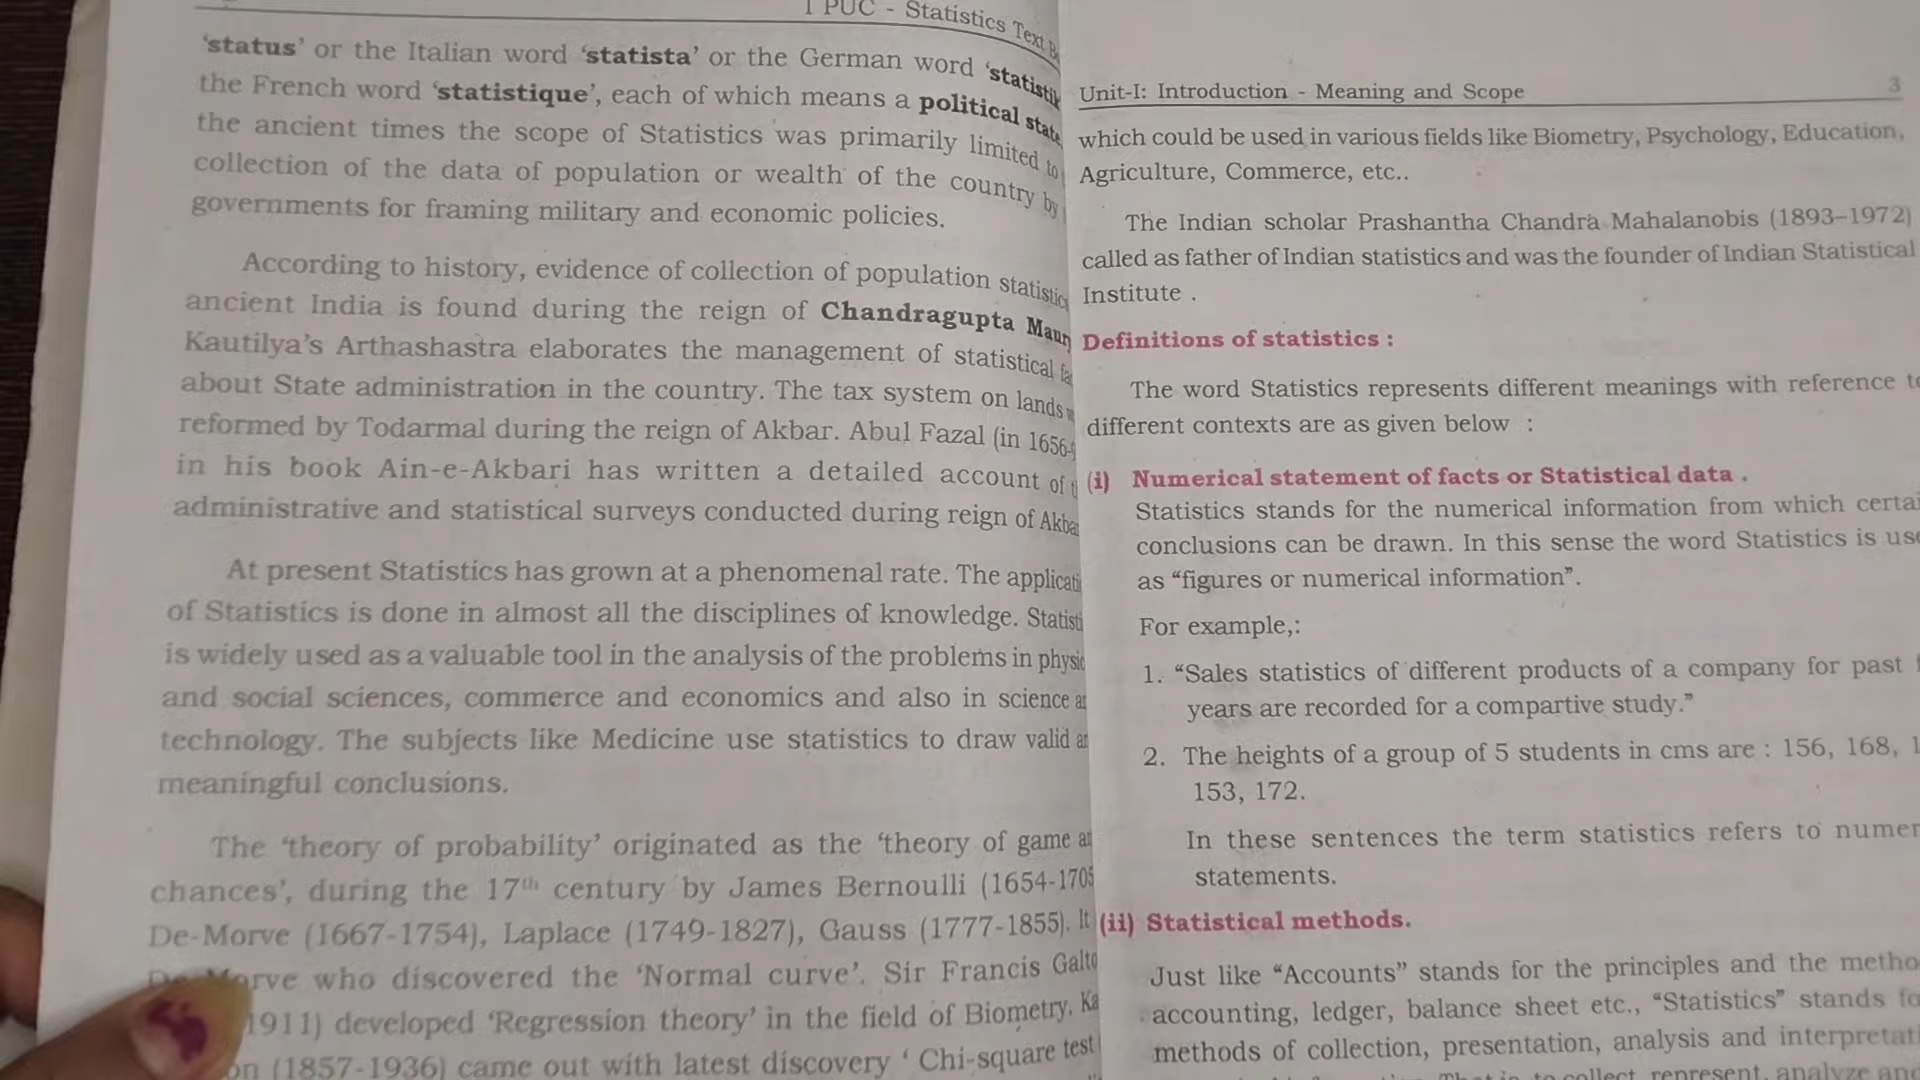 I PUC - Statistics Text
‘status’ or the Italian word ‘statista’ or the German word
the French word ‘statistique’, each of which means a political state
the ancient times the scope of Statistics was primarily limited to
collection of the data of population or wealth of the country by
governments for framing military and economic policies.
According to history, evidence of collection of population
ancient India is found during the reign of Chandragupta
Kautilya’s Arthashastra elaborates the management of statistical
about State administration in the country. The tax system on lands
reformed by Todarmal during the reign of Akbar. Abul Fazal (in 1656-
in his book Ain-e-Akbari has written a detailed account of
administrative and statistical surveys conducted during reign of
At present Statistics has grown at a phenomenal rate. The
of Statistics is done in almost all the disciplines of knowledge.
is widely used as a valuable tool in the analysis of the problems in
and social sciences, commerce and economics and also in science
technology. The subjects like Medicine use statistics to draw valid
meaningful conclusions.
The ‘theory of probability’ originated as the ‘theory of game
chances’, during the 17th century by James Bernoulli (1654-1705
De-Morve (1667-1754), Laplace (1749-1827), Gauss (1777-1855). It
who discovered the ‘Normal curve’. Sir Francis
1911) developed ‘Regression theory’ in the field of Biometry.
(1857-1936) came out with latest discovery ‘ Chi-square test
Unit-I: Introduction - Meaning and Scope 3
which could be used in various fields like Biometry, Psychology, Education,
Agriculture, Commerce, etc..
The Indian scholar Prashantha Chandra Mahalanobis (1893–1972)
called as father of Indian statistics and was the founder of Indian Statistical
Institute .
Definitions of statistics :
The word Statistics represents different meanings with reference
different contexts are as given below :
(i) Numerical statement of facts or Statistical data .
Statistics stands for the numerical information from which
conclusions can be drawn. In this sense the word Statistics is
as “figures or numerical information”.
For example,:
1. “Sales statistics of different products of a company for past
years are recorded for a compartive study.”
2. The heights of a group of 5 students in cms are : 156, 168,
153, 172.
In these sentences the term statistics refers to
statements.
(ii) Statistical methods.
Just like “Accounts” stands for the principles and the
accounting, ledger, balance sheet etc., “Statistics” stands
methods of collection, presentation, analysis and